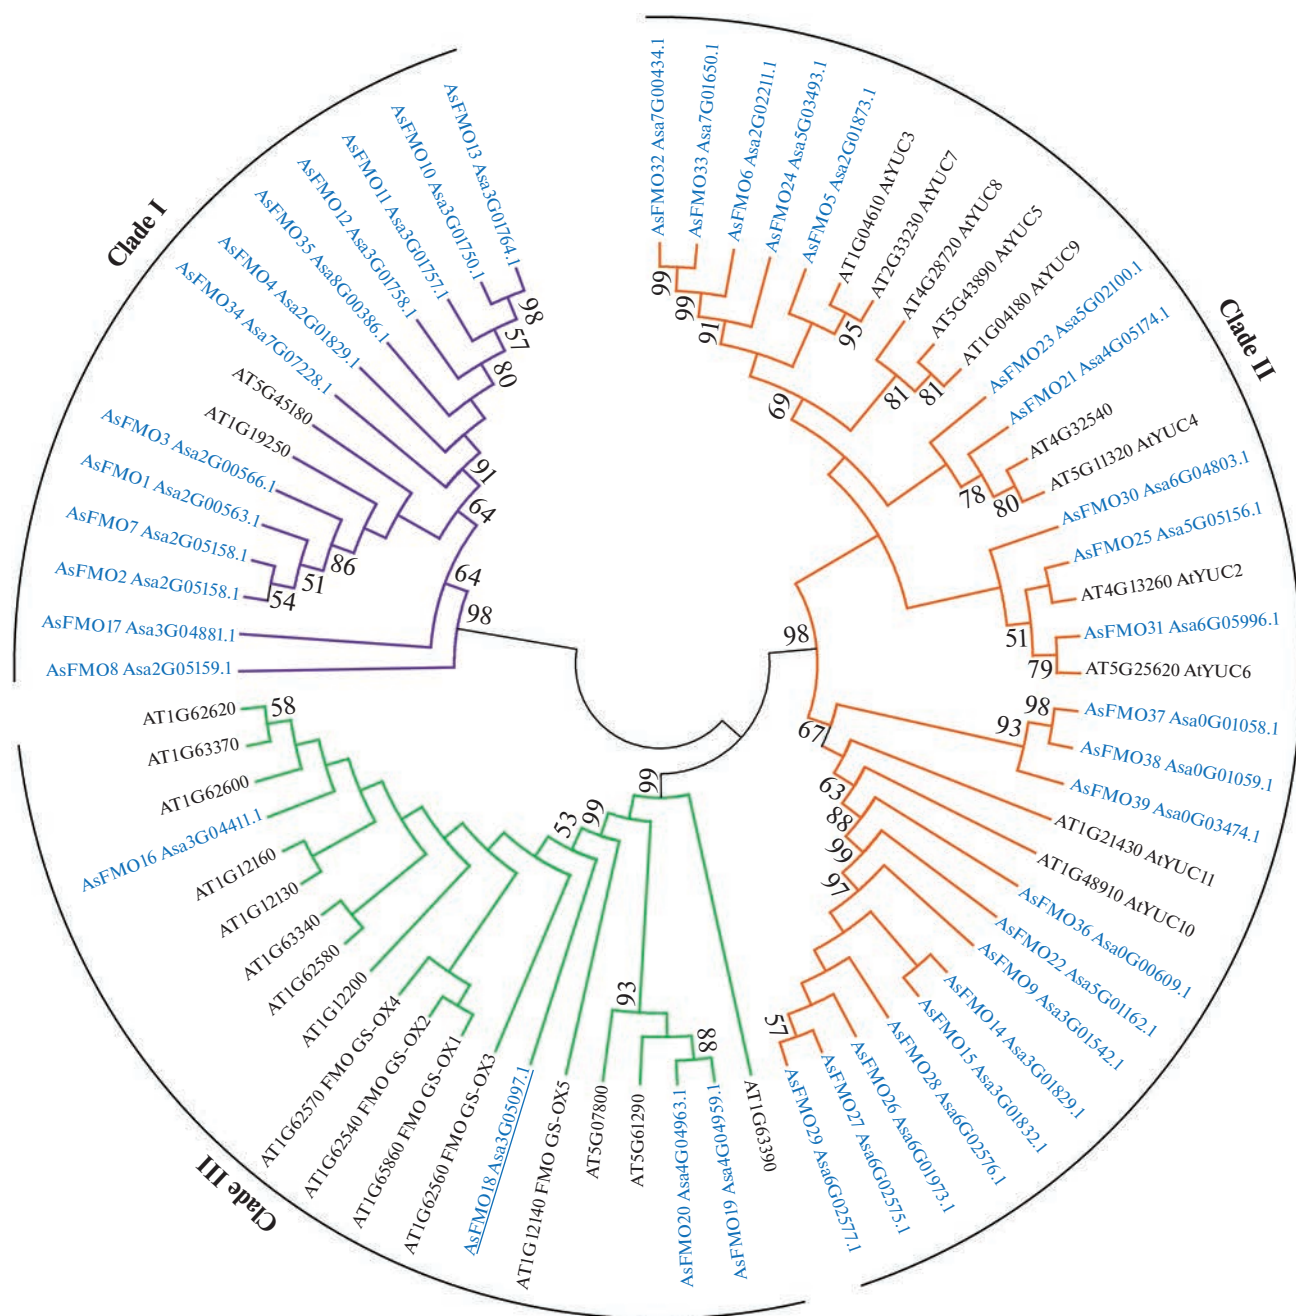 Clade I
AsFMO13 Asa3G01764.1
AsFMO10 Asa3G01750.1
AsFMO11 Asa3G01757.1
AsFMO12 Asa3G01758.1
AsFMO35 Asa8G00386.1
AsFMO4 Asa2G01829.1
AsFMO34 Asa7G07228.1
AT5G45180
AT1G19250
AsFMO3 Asa2G00566.1
AsFMO1 Asa2G00563.1
AsFMO7 Asa2G05158.1
AsFMO2 Asa2G05158.1
AsFMO17 Asa3G04881.1
AsFMO8 Asa2G05159.1
98
57
80
91
64
86
51
54
64
98
Clade II
AsFMO32 Asa7G00434.1
AsFMO33 Asa7G01650.1
AsFMO6 Asa2G02211.1
AsFMO24 Asa5G03493.1
AsFMO5 Asa2G01873.1
AT1G04610 AtYUC3
AT2G33230 AtYUC7
AT4G28720 AtYUC8
AT5G43890 AtYUC5
AT1G04180 AtYUC9
AsFMO23 Asa5G02100.1
AsFMO21 Asa4G05174.1
AT4G32540
AT5G11320 AtYUC4
AsFMO30 Asa6G04803.1
AsFMO25 Asa5G05156.1
AT4G13260 AtYUC2
AsFMO31 Asa6G05996.1
AT5G25620 AtYUC6
AsFMO37 Asa0G01058.1
AsFMO38 Asa0G01059.1
AsFMO39 Asa0G03474.1
AT1G21430 AtYUC11
AT1G48910 AtYUC10
AsFMO36 Asa0G00609.1
AsFMO22 Asa5G01162.1
AsFMO9 Asa3G01542.1
AsFMO14 Asa3G01829.1
AsFMO15 Asa3G01832.1
AsFMO28 Asa6G02576.1
AsFMO26 Asa6G01973.1
AsFMO27 Asa6G02575.1
AsFMO29 Asa6G02577.1
99
99
91
95
81
81
69
78
80
51
79
98
98
93
67
63
88
99
97
57
Clade III
AT1G62620
AT1G63370
AT1G62600
AsFMO16 Asa3G04411.1
AT1G12160
AT1G12130
AT1G63340
AT1G62580
AT1G12200
AT1G62570 FMO GS-OX4
AT1G62540 FMO GS-OX2
AT1G65860 FMO GS-OX1
AT1G62560 FMO GS-OX3
AsFMO18 Asa3G05097.1
AT1G12140 FMO GS-OX5
AT5G07800
AT5G61290
AsFMO20 Asa4G04963.1
AsFMO19 Asa4G04959.1
AT1G63390
58
53
99
99
93
88